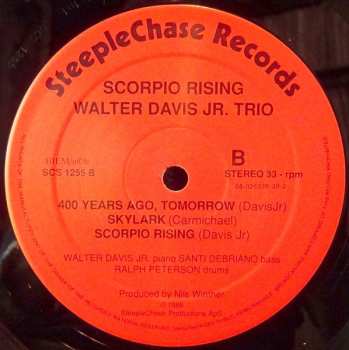 SteepleChase Records
SCORPIO RISING
WALTER DAVIS JR. TRIO
SCS 1255 B
B
STEREO 33 - rpm
400 YEARS AGO, TOMORROW (DavisJr)
SKYLARK (Carmichael)
SCORPIO RISING (Davis Jr)
WALTER DAVIS JR. piano SANTI DEBRIANO bass
RALPH PETERSON drums
Produced by Nils Winther
SteepleChase Productions ApS